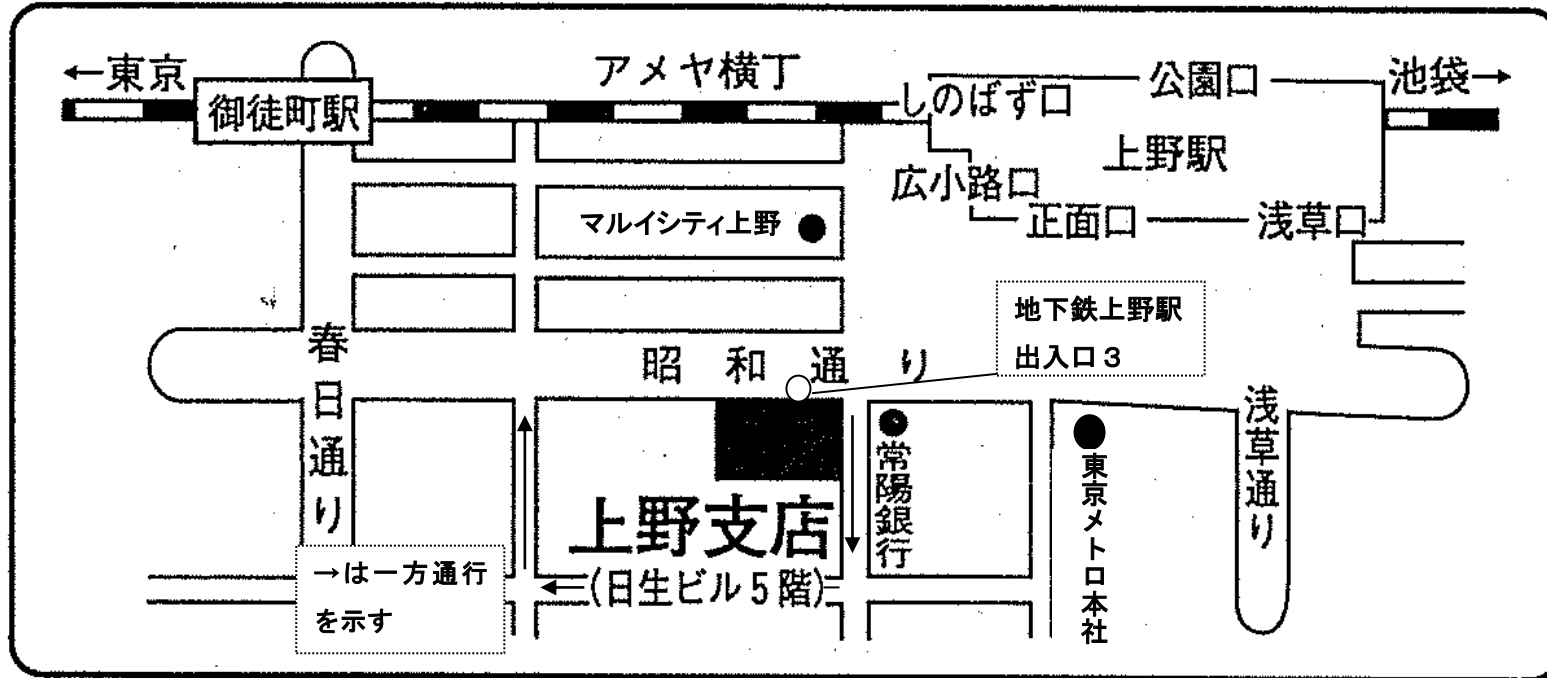 ←東京
アメヤ横丁
公園口
池袋→
御徒町駅
しのばず口
上野駅
広小路口
マルイシティ上野
正面口
浅草口
地下鉄上野駅
出入口3
春日通り
昭和通り
浅草通り
常陽銀行
東京メトロ本社
上野支店
(日生ビル5階)
→は一方通行
を示す